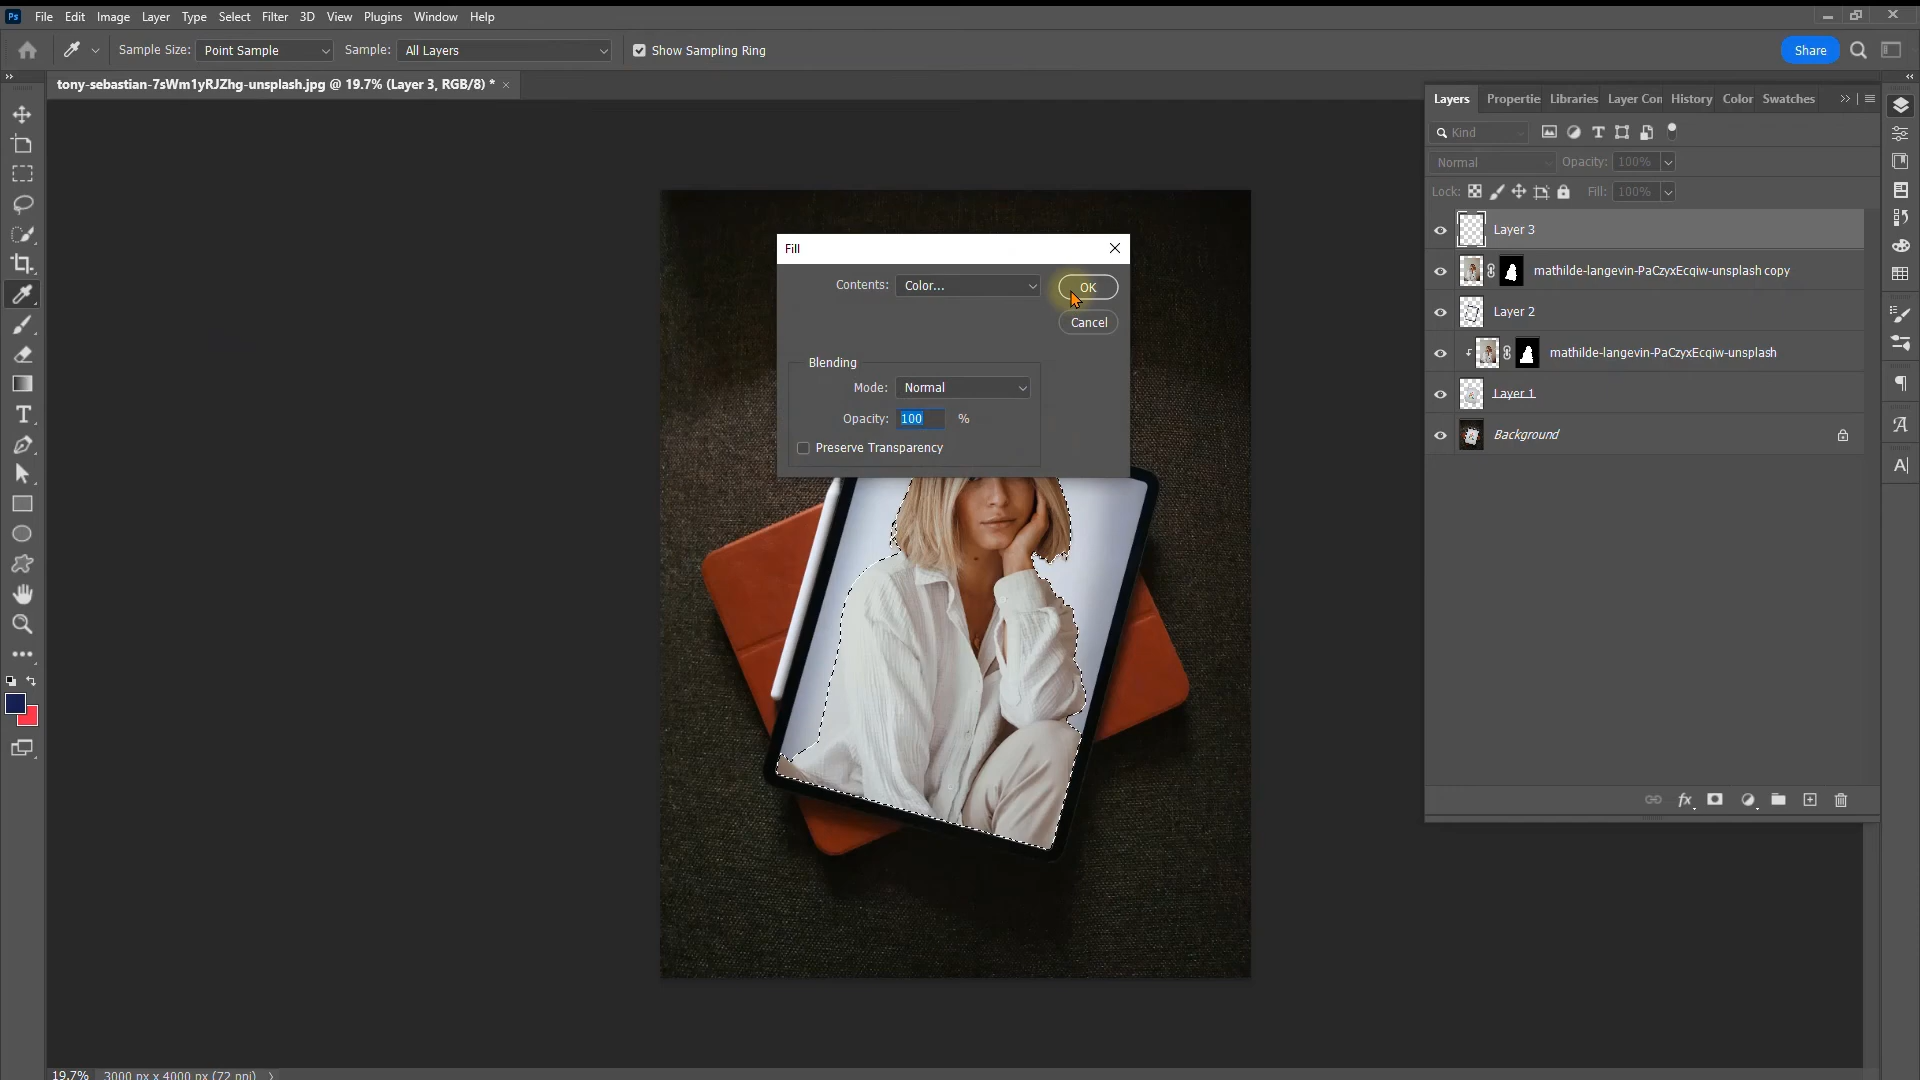 Ps File Edit Image Layer Type Select Filter 3D View Plugins Window Help
Sample Size: Point Sample Sample: All Layers Show Sampling Ring Share
tony-sebastian-7sWm1yRJZhg-unsplash.jpg @ 19.7% (Layer 3, RGB/8) *
Layers Propertie Libraries Layer Con History Color Swatches
Kind
Normal Opacity: 100%
Lock: Fill: 100%
Layer 3
mathilde-langevin-PaCzyxEcqiw-unsplash copy
Layer 2
mathilde-langevin-PaCzyxEcqiw-unsplash
Layer 1
Background
Fill
Contents: Color... OK
Cancel
Blending
Mode: Normal
Opacity: 100 %
Preserve Transparency
fx
19.7% 3000 px x 4000 px (72 ppi)